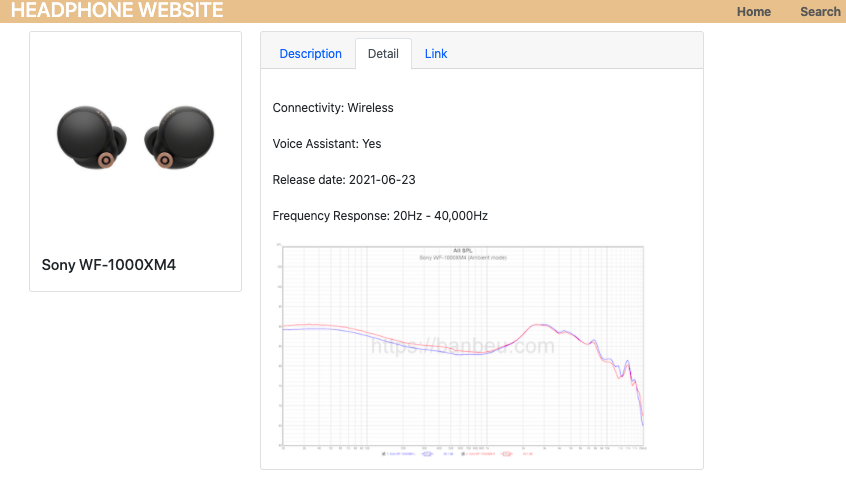 HEADPHONE WEBSITE
Home
Search
Description
Detail
Link
Connectivity: Wireless
Voice Assistant: Yes
Release date: 2021-06-23
Frequency Response: 20Hz - 40,000Hz
Sony WF-1000XM4
All SPL
Sony WF-1000XM4 (Ambient mode)
https://banbeu.com